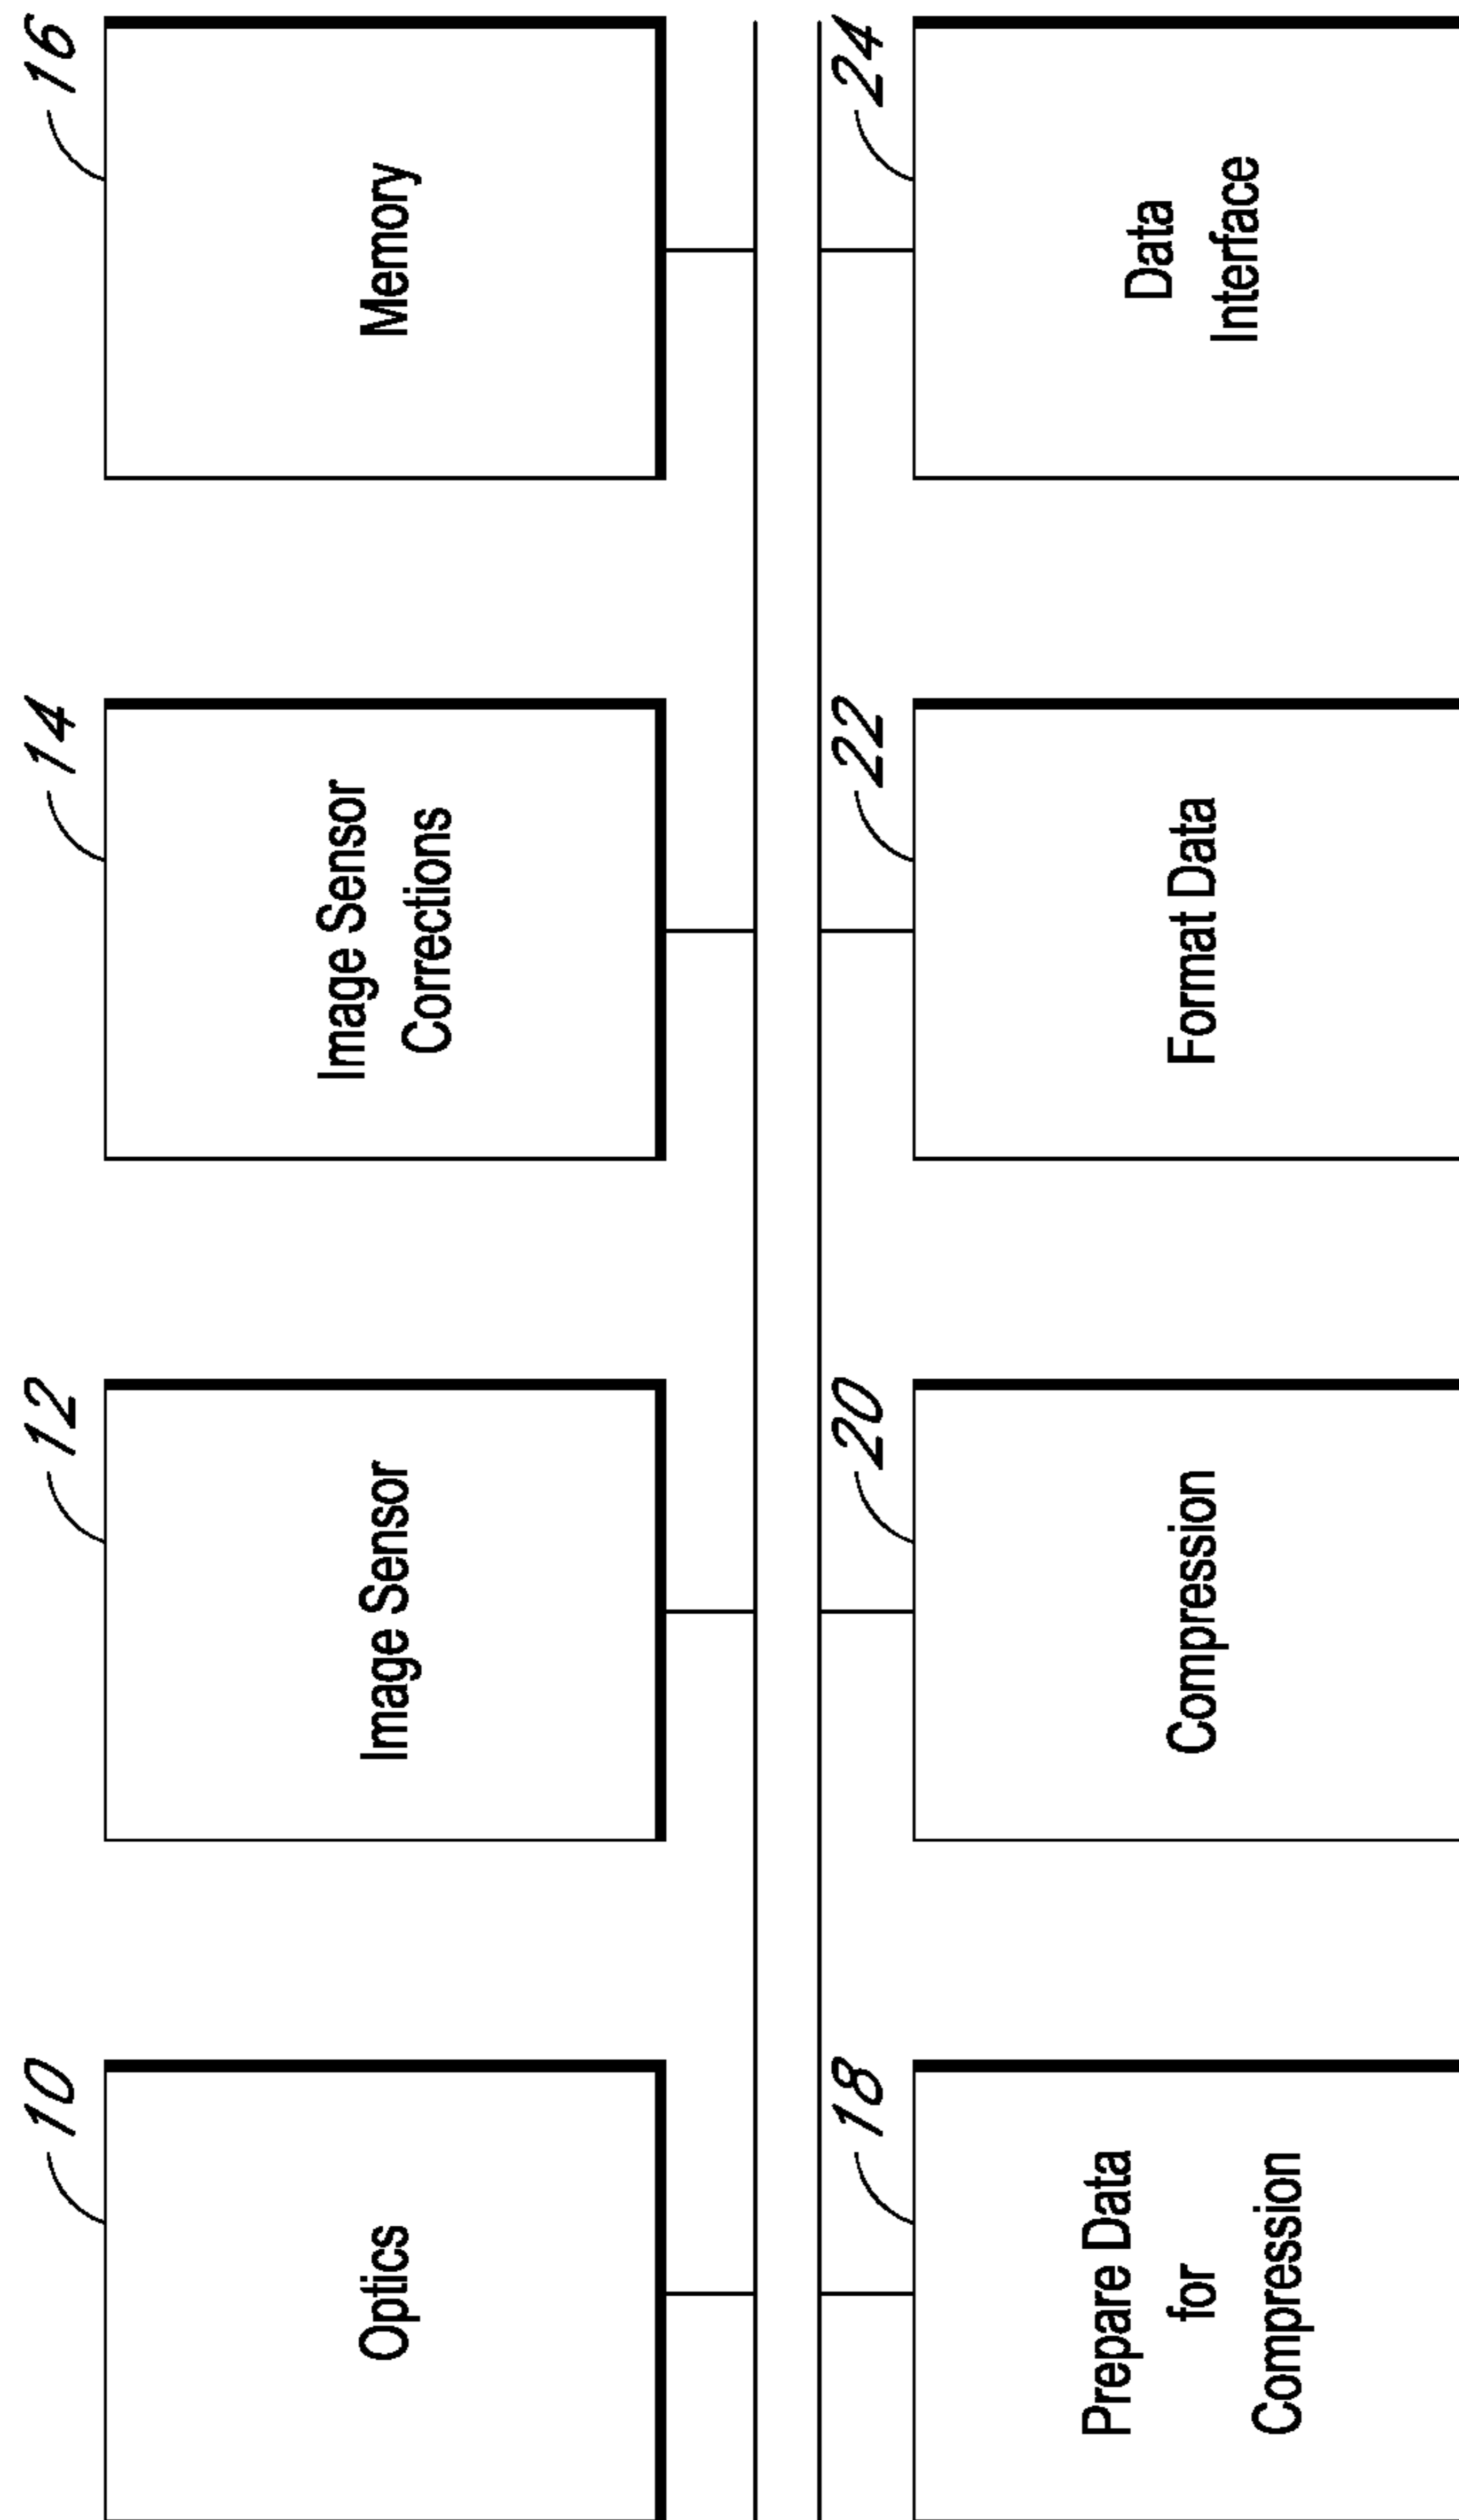 10
Optics
12
Image Sensor
14
Image Sensor
Corrections
16
Memory
18
Prepare Data
for
Compression
20
Compression
22
Format Data
24
Data
Interface